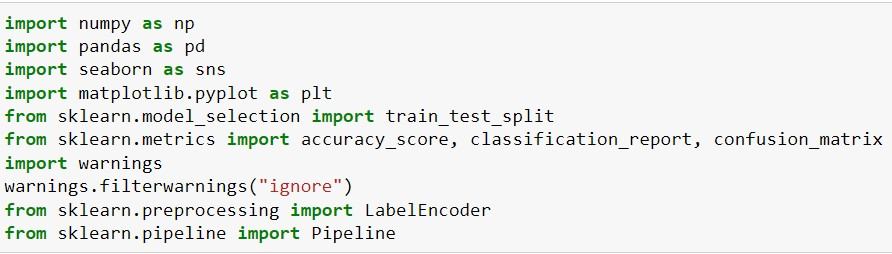 import numpy as np
import pandas as pd
import seaborn as sns
import matplotlib.pyplot as plt
from sklearn.model_selection import train_test_split
from sklearn.metrics import accuracy_score, classification_report, confusion_matrix
import warnings
warnings.filterwarnings("ignore")
from sklearn.preprocessing import LabelEncoder
from sklearn.pipeline import Pipeline